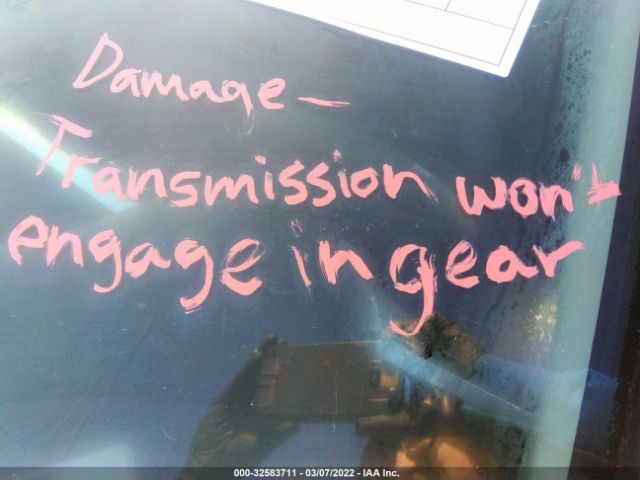 Damage -
Transmission won't
engage in gear
000-32583711 - 03/07/2022 - IAA Inc.